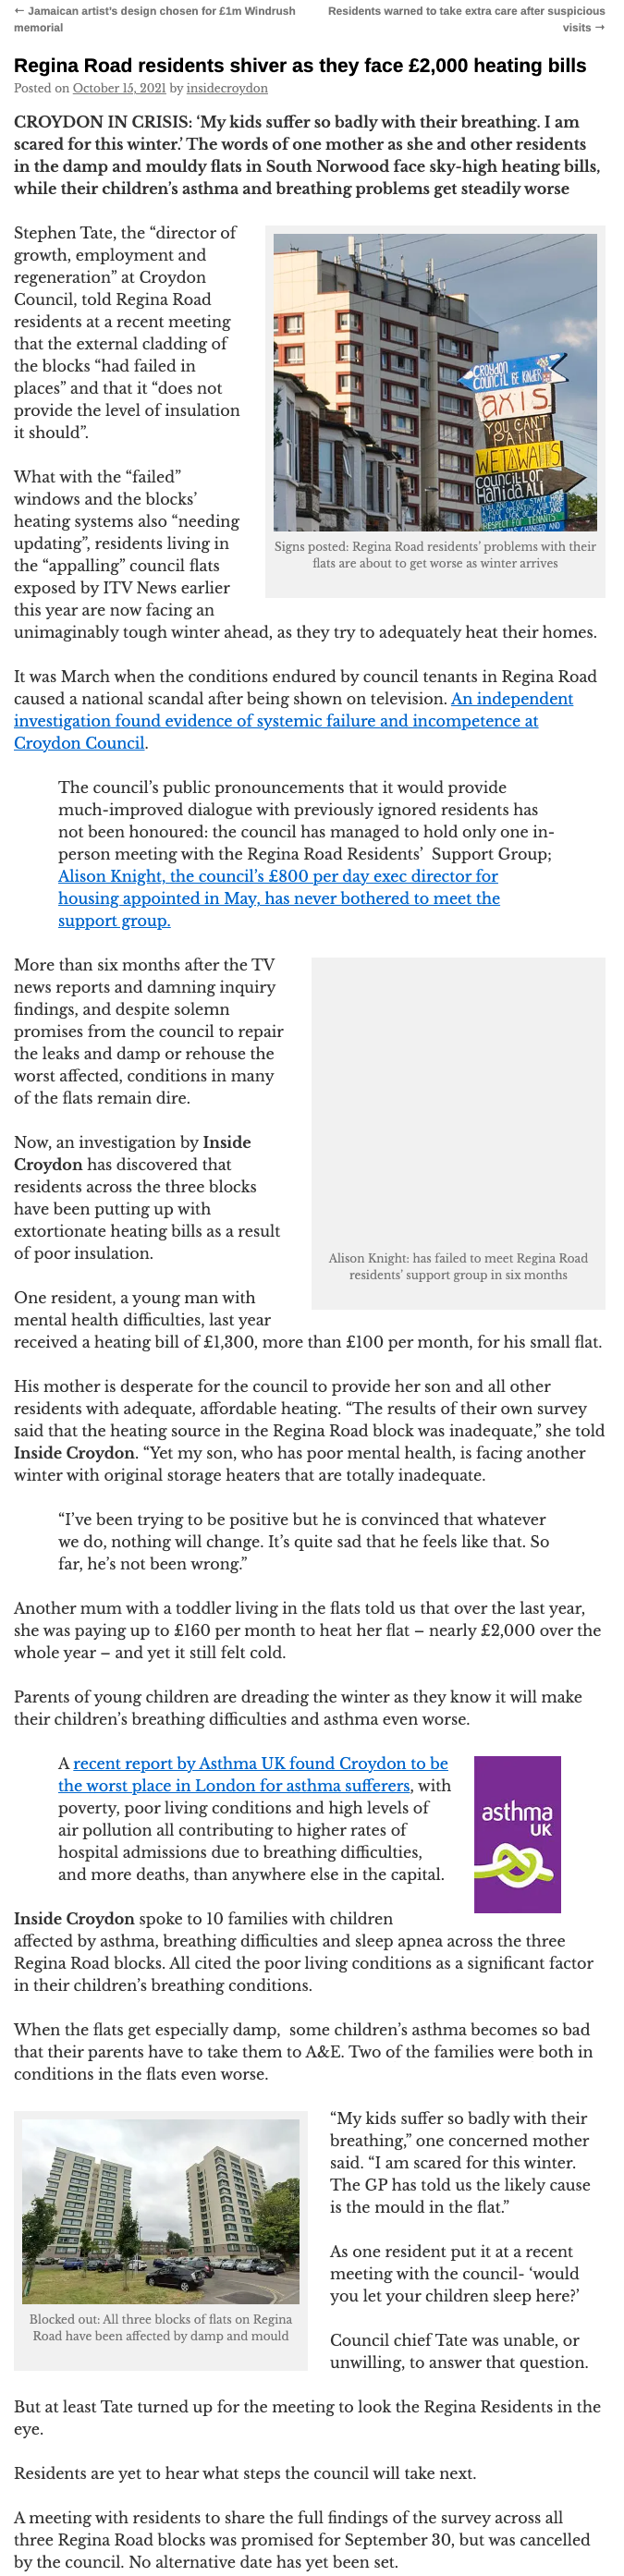 ← Jamaican artist's design chosen for £1m Windrush
memorial
Residents warned to take extra care after suspicious
visits →
Regina Road residents shiver as they face £2,000 heating bills
Posted on October 15, 2021 by insidecroydon
CROYDON IN CRISIS: ‘My kids suffer so badly with their breathing. I am
scared for this winter.’ The words of one mother as she and other residents
in the damp and mouldy flats in South Norwood face sky-high heating bills,
while their children’s asthma and breathing problems get steadily worse
Stephen Tate, the “director of
growth, employment and
regeneration” at Croydon
Council, told Regina Road
residents at a recent meeting
that the external cladding of
the blocks “had failed in
places” and that it “does not
provide the level of insulation
it should”.
CROYDON
COUNCIL BE KINDER
aXIS
YOU CAN'T
PAINT
WET WALLS
COUNCILLOR
Hanida Ali
RESPECT FOR TENANTS
Signs posted: Regina Road residents’ problems with their
flats are about to get worse as winter arrives
What with the “failed”
windows and the blocks’
heating systems also “needing
updating”, residents living in
the “appalling” council flats
exposed by ITV News earlier
this year are now facing an
unimaginably tough winter ahead, as they try to adequately heat their homes.
It was March when the conditions endured by council tenants in Regina Road
caused a national scandal after being shown on television. An independent
investigation found evidence of systemic failure and incompetence at
Croydon Council.
The council’s public pronouncements that it would provide
much-improved dialogue with previously ignored residents has
not been honoured: the council has managed to hold only one in-
person meeting with the Regina Road Residents’ Support Group;
Alison Knight, the council’s £800 per day exec director for
housing appointed in May, has never bothered to meet the
support group.
More than six months after the TV
news reports and damning inquiry
findings, and despite solemn
promises from the council to repair
the leaks and damp or rehouse the
worst affected, conditions in many
of the flats remain dire.
Now, an investigation by Inside
Croydon has discovered that
residents across the three blocks
have been putting up with
extortionate heating bills as a result
of poor insulation.
Alison Knight: has failed to meet Regina Road
residents’ support group in six months
One resident, a young man with
mental health difficulties, last year
received a heating bill of £1,300, more than £100 per month, for his small flat.
His mother is desperate for the council to provide her son and all other
residents with adequate, affordable heating. “The results of their own survey
said that the heating source in the Regina Road block was inadequate,” she told
Inside Croydon. “Yet my son, who has poor mental health, is facing another
winter with original storage heaters that are totally inadequate.
“I’ve been trying to be positive but he is convinced that whatever
we do, nothing will change. It’s quite sad that he feels like that. So
far, he’s not been wrong.”
Another mum with a toddler living in the flats told us that over the last year,
she was paying up to £160 per month to heat her flat – nearly £2,000 over the
whole year – and yet it still felt cold.
Parents of young children are dreading the winter as they know it will make
their children’s breathing difficulties and asthma even worse.
A recent report by Asthma UK found Croydon to be
the worst place in London for asthma sufferers, with
poverty, poor living conditions and high levels of
air pollution all contributing to higher rates of
hospital admissions due to breathing difficulties,
and more deaths, than anywhere else in the capital.
asthma
UK
Inside Croydon spoke to 10 families with children
affected by asthma, breathing difficulties and sleep apnea across the three
Regina Road blocks. All cited the poor living conditions as a significant factor
in their children’s breathing conditions.
When the flats get especially damp, some children’s asthma becomes so bad
that their parents have to take them to A&E. Two of the families were both in
conditions in the flats even worse.
“My kids suffer so badly with their
breathing,” one concerned mother
said. “I am scared for this winter.
The GP has told us the likely cause
is the mould in the flat.”
As one resident put it at a recent
meeting with the council- ‘would
you let your children sleep here?’
Blocked out: All three blocks of flats on Regina
Road have been affected by damp and mould
Council chief Tate was unable, or
unwilling, to answer that question.
But at least Tate turned up for the meeting to look the Regina Residents in the
eye.
Residents are yet to hear what steps the council will take next.
A meeting with residents to share the full findings of the survey across all
three Regina Road blocks was promised for September 30, but was cancelled
by the council. No alternative date has yet been set.